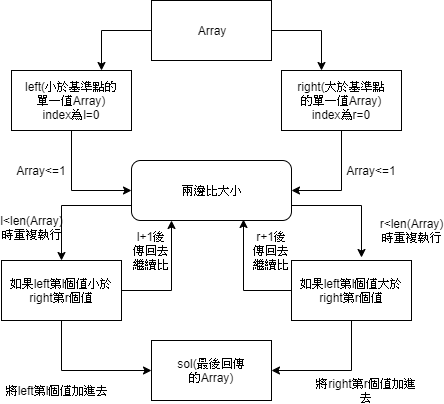 Array
left(小於基準點的
單一值Array)
index為l=0
right(大於基準點
的單一值Array)
index為r=0
Array<=1
Array<=1
兩邊比大小
l<len(Array)
時重複執行
l+1後
傳回去
繼續比
r+1後
傳回去
繼續比
r<len(Array)
時重複執行
如果left第l個值小於
right第r個值
如果left第l個值大於
right第r個值
將left第l個值加進去
sol(最後回傳
的Array)
將right第r個值加進
去